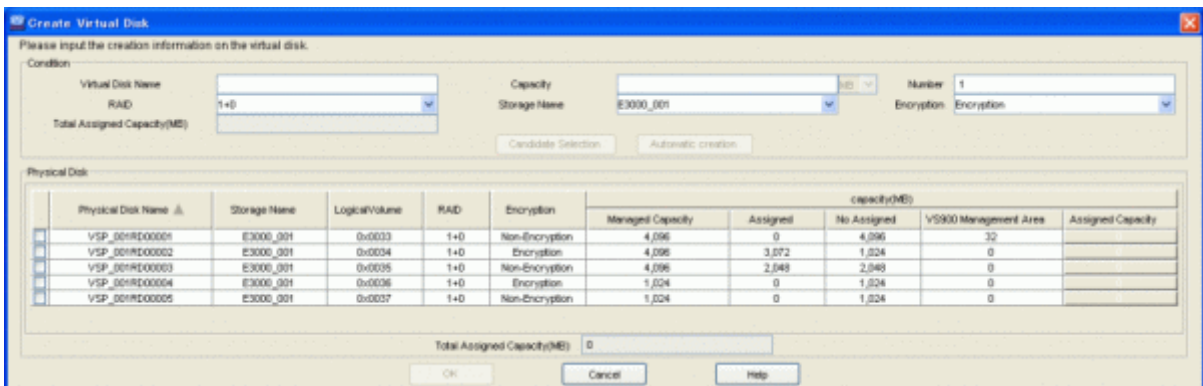 Create Virtual Disk
Please input the creation information on the virtual disk.
Condition
Virtual Disk Name Capacity MB Number 1
RAID 1+0 Storage Name E3000_001 Encryption Encryption
Total Assigned Capacity(MB)
Candidate Selection Automatic creation
Physical Disk
Physical Disk Name Storage Name LogicalVolume RAID Encryption capacity(MB)
Managed Capacity Assigned No Assigned VS900 Management Area Assigned Capacity
VSP_001RD00001 E3000_001 0x0033 1+0 Non-Encryption 4,096 0 4,096 32
VSP_001RD00002 E3000_001 0x0034 1+0 Encryption 4,096 3,072 1,024 0
VSP_001RD00003 E3000_001 0x0035 1+0 Non-Encryption 4,096 2,048 2,048 0
VSP_001RD00004 E3000_001 0x0036 1+0 Encryption 1,024 0 1,024 0
VSP_001RD00005 E3000_001 0x0037 1+0 Non-Encryption 1,024 0 1,024 0
Total Assigned Capacity(MB) 0
OK Cancel Help